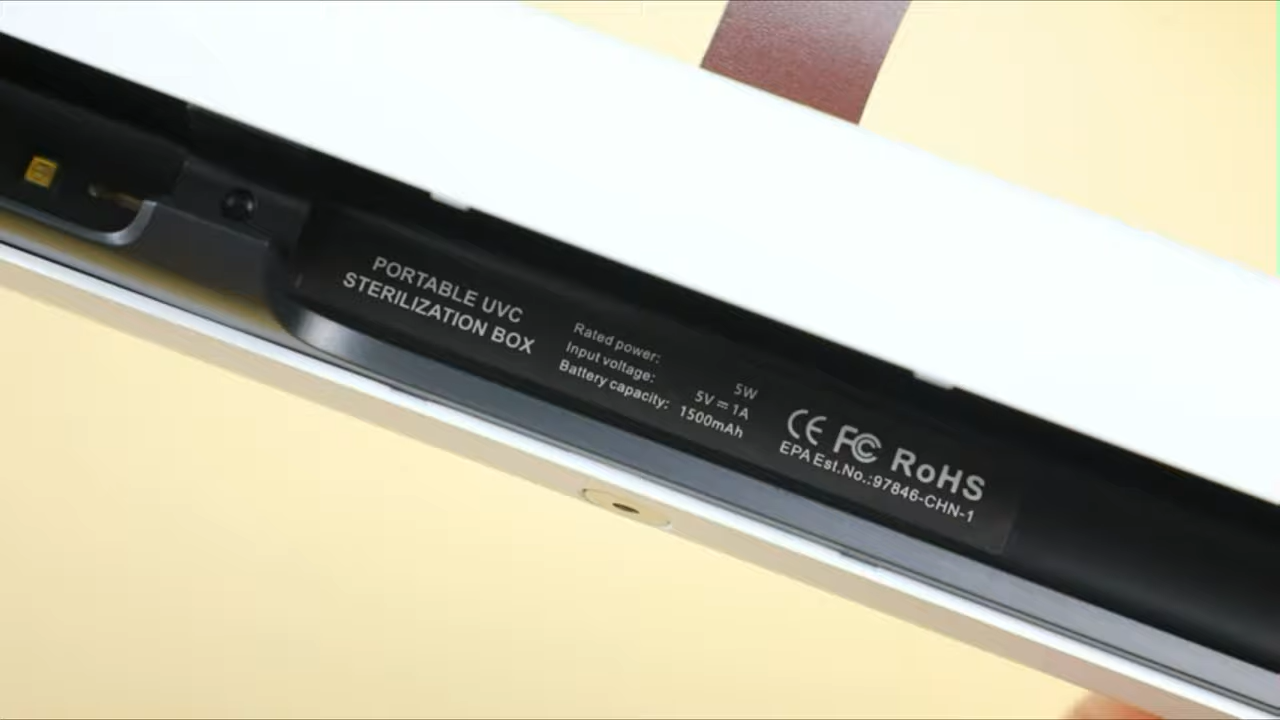 PORTABLE UVC
STERILIZATION BOX
Rated power: 5W
Input voltage: 5V⎓1A
Battery capacity: 1500mAh
CE FC RoHS
EPA Est.No.:97846-CHN-1